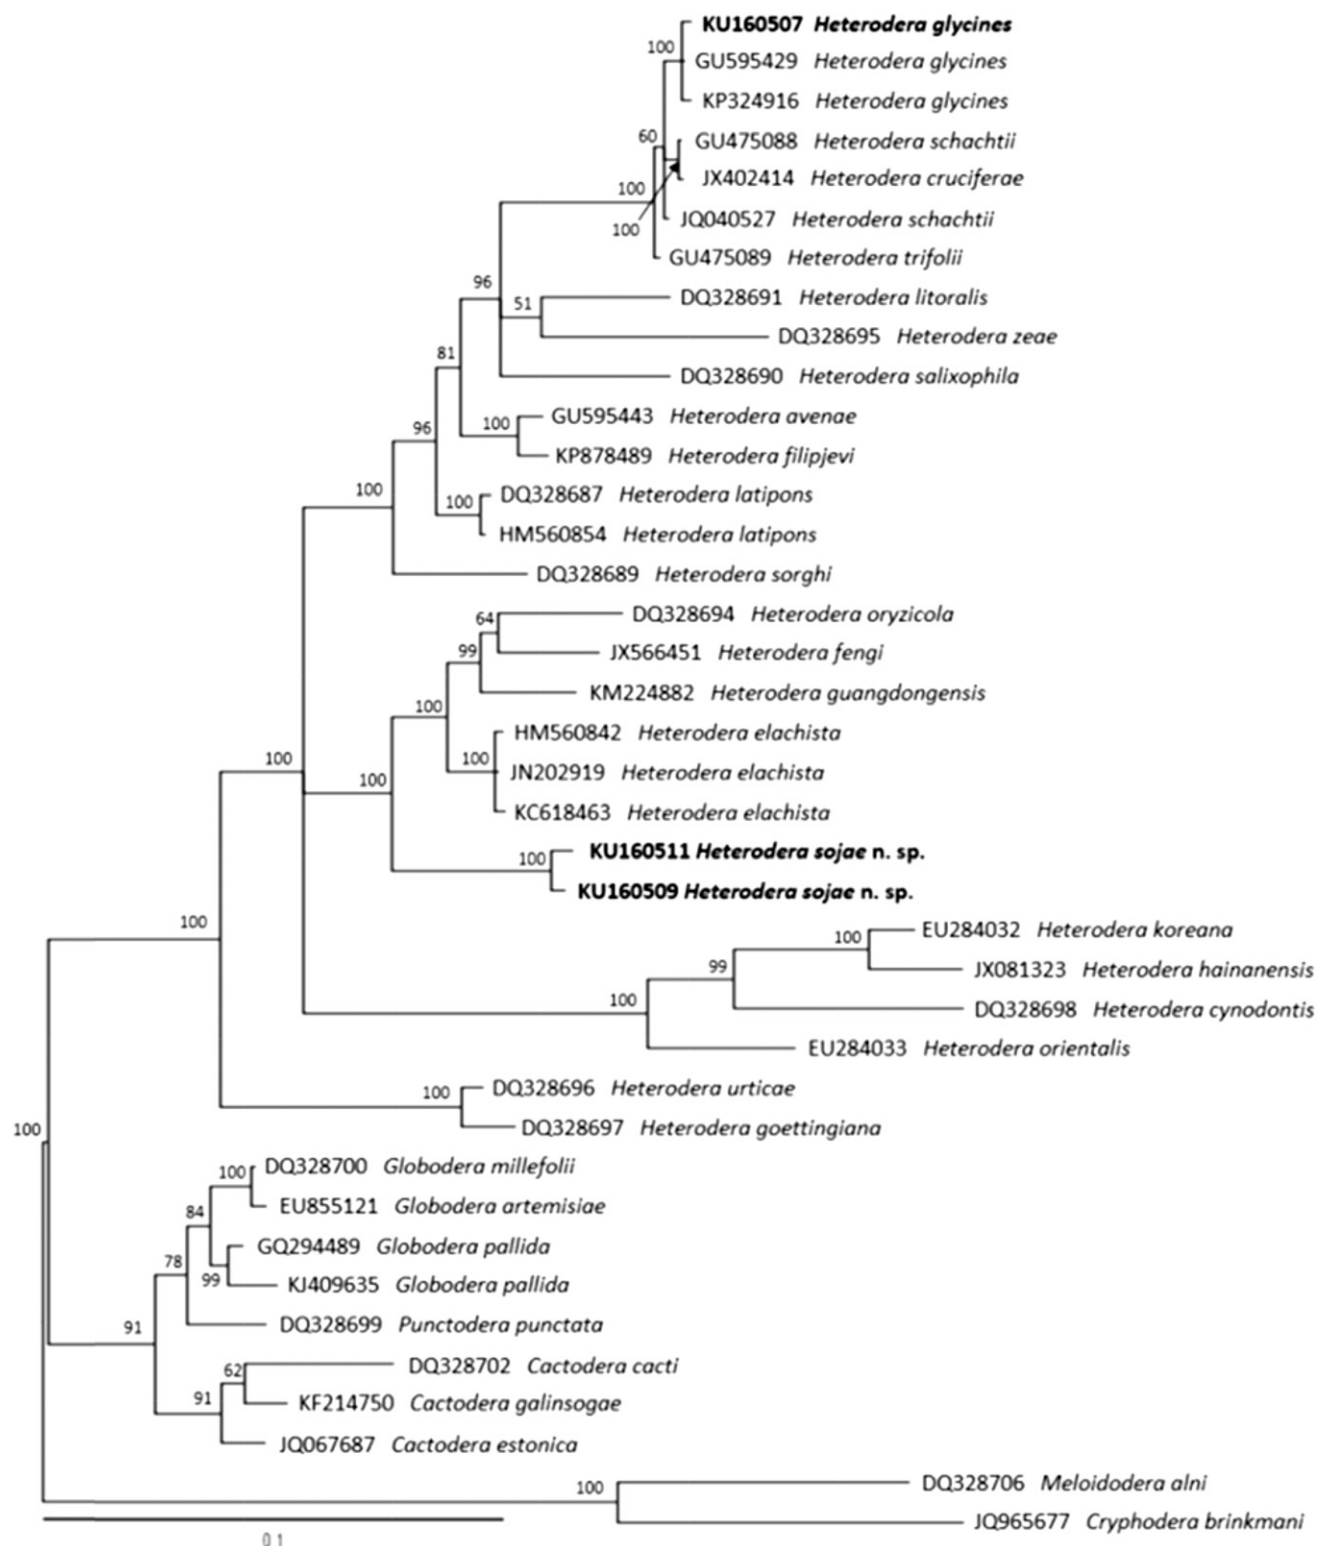 KU160507 Heterodera glycines
100
GU595429 Heterodera glycines
KP324916 Heterodera glycines
60
GU475088 Heterodera schachtii
JX402414 Heterodera cruciferae
100
JQ040527 Heterodera schachtii
100
GU475089 Heterodera trifolii
96
DQ328691 Heterodera litoralis
51
DQ328695 Heterodera zeae
81
DQ328690 Heterodera salixophila
GU595443 Heterodera avenae
100
96
KP878489 Heterodera filipjevi
100
DQ328687 Heterodera latipons
100
HM560854 Heterodera latipons
DQ328689 Heterodera sorghi
DQ328694 Heterodera oryzicola
64
JX566451 Heterodera fengi
99
KM224882 Heterodera guangdongensis
100
HM560842 Heterodera elachista
100
100
JN202919 Heterodera elachista
100
KC618463 Heterodera elachista
KU160511 Heterodera sojae n. sp.
100
KU160509 Heterodera sojae n. sp.
100
EU284032 Heterodera koreana
100
99
JX081323 Heterodera hainanensis
100
DQ328698 Heterodera cynodontis
EU284033 Heterodera orientalis
DQ328696 Heterodera urticae
100
DQ328697 Heterodera goettingiana
100
DQ328700 Globodera millefolii
100
EU855121 Globodera artemisiae
84
GQ294489 Globodera pallida
78
99
KJ409635 Globodera pallida
DQ328699 Punctodera punctata
91
DQ328702 Cactodera cacti
62
91
KF214750 Cactodera galinsogae
JQ067687 Cactodera estonica
DQ328706 Meloidodera alni
100
JQ965677 Cryphodera brinkmani
0.1